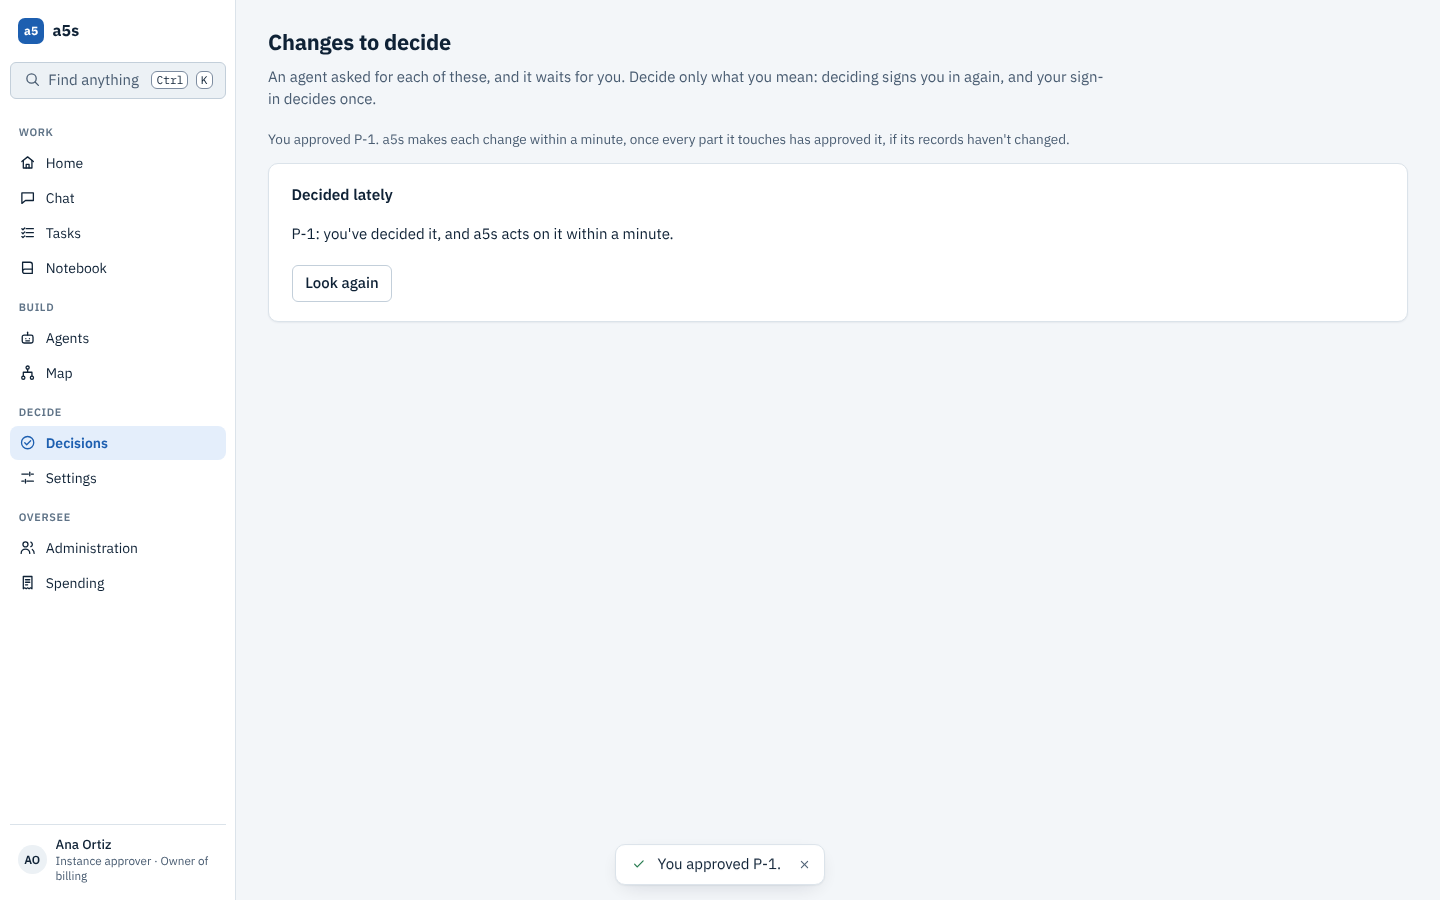 a5 a5s
Find anything Ctrl K
WORK
Home
Chat
Tasks
Notebook
BUILD
Agents
Map
DECIDE
Decisions
Settings
OVERSEE
Administration
Spending
AO Ana Ortiz
Instance approver · Owner of
billing
Changes to decide
An agent asked for each of these, and it waits for you. Decide only what you mean: deciding signs you in again, and your sign-
in decides once.
You approved P-1. a5s makes each change within a minute, once every part it touches has approved it, if its records haven't changed.
Decided lately
P-1: you've decided it, and a5s acts on it within a minute.
Look again
You approved P-1.